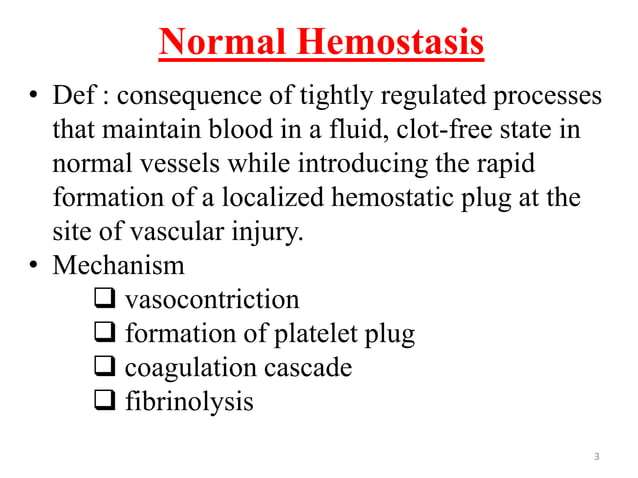 Normal Hemostasis
• Def : consequence of tightly regulated processes
that maintain blood in a fluid, clot-free state in
normal vessels while introducing the rapid
formation of a localized hemostatic plug at the
site of vascular injury.
• Mechanism
❑ vasocontriction
❑ formation of platelet plug
❑ coagulation cascade
❑ fibrinolysis
3